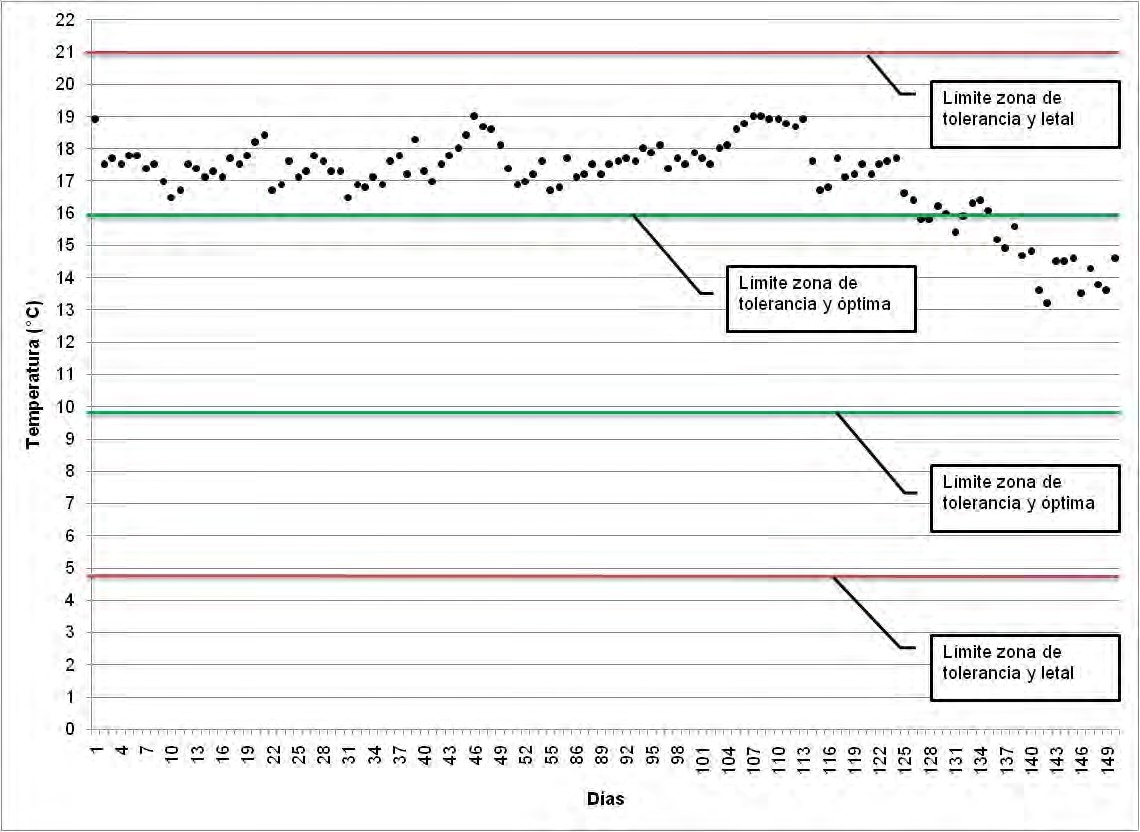 22
21
20
19
18
17
16
15
14
13
12
11
10
9
8
7
6
5
4
3
2
1
0
Temperatura (°C)
Límite zona de
tolerancia y letal
Límite zona de
tolerancia y óptima
Límite zona de
tolerancia y óptima
Límite zona de
tolerancia y letal
1 4 7 10 13 16 19 22 25 28 31 34 37 40 43 46 49 52 55 86 89 92 95 98 101 104 107 110 113 116 119 122 125 128 131 134 137 140 143 146 149
Días